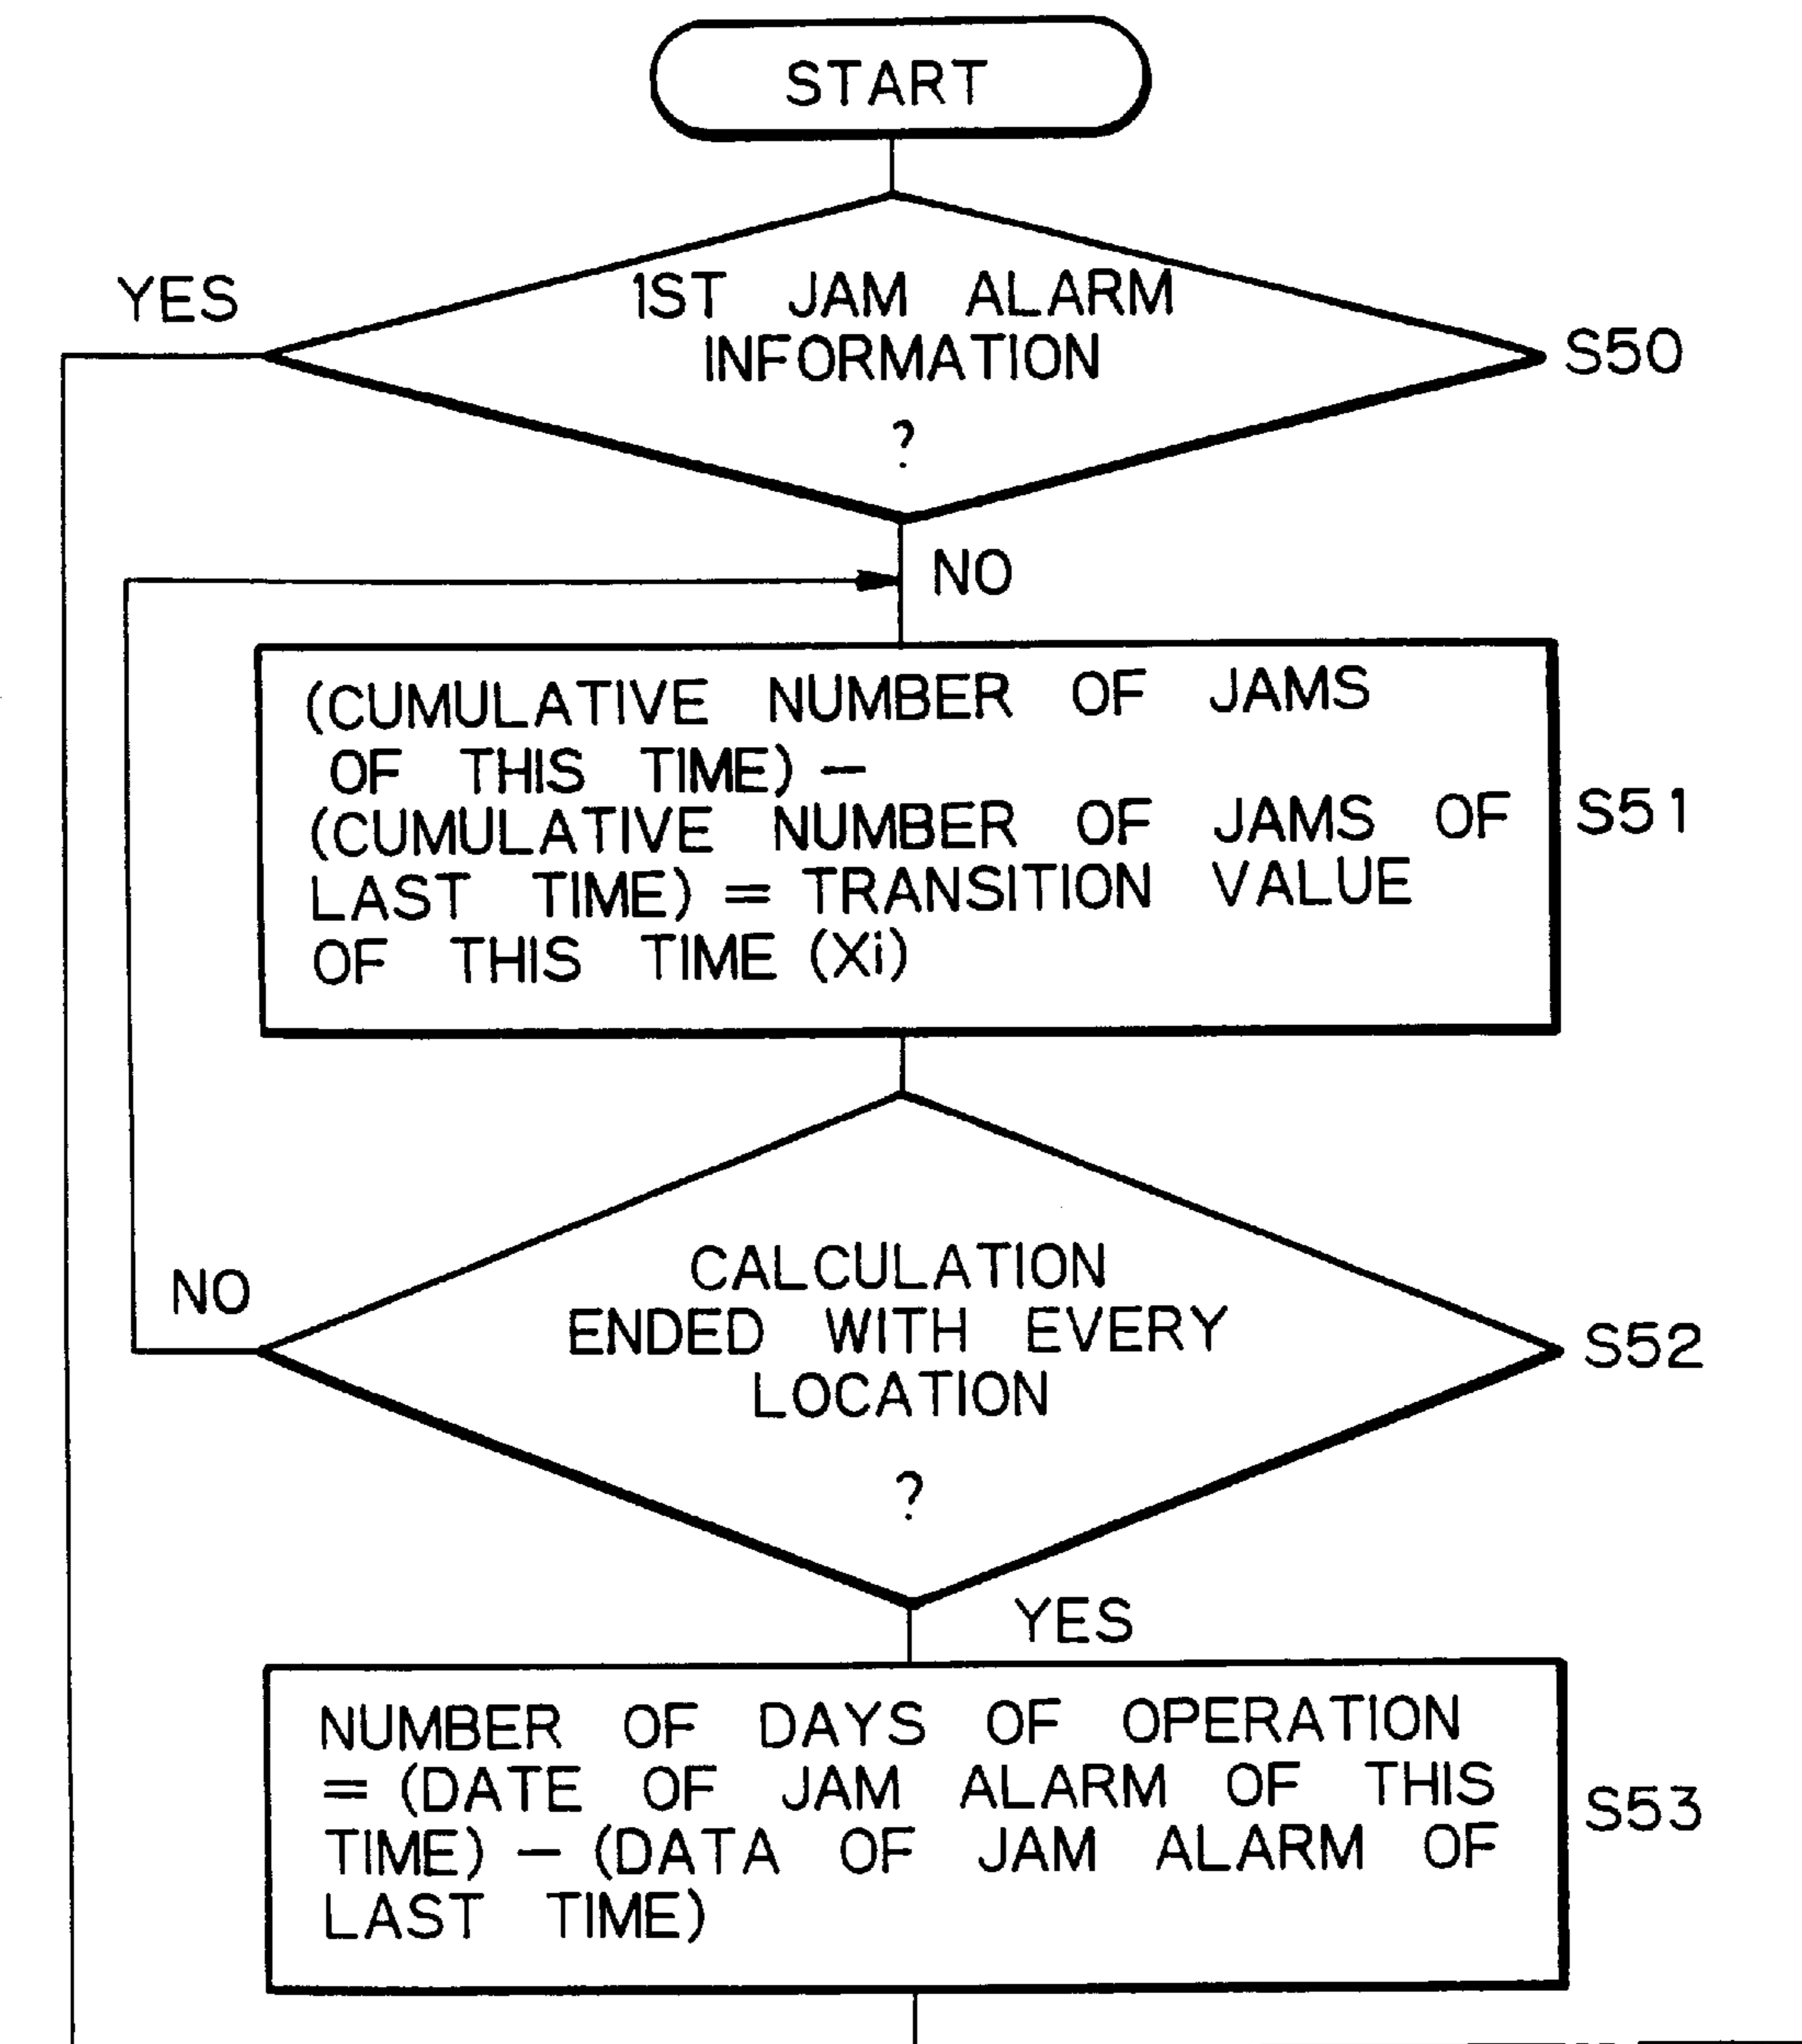 START
YES
1ST JAM ALARM
INFORMATION
?
S50
NO
(CUMULATIVE NUMBER OF JAMS
OF THIS TIME) —
(CUMULATIVE NUMBER OF JAMS OF
LAST TIME) = TRANSITION VALUE
OF THIS TIME (Xi)
S51
CALCULATION
ENDED WITH EVERY
LOCATION
?
NO
S52
YES
NUMBER OF DAYS OF OPERATION
= (DATE OF JAM ALARM OF THIS
TIME) — (DATA OF JAM ALARM OF
LAST TIME)
S53